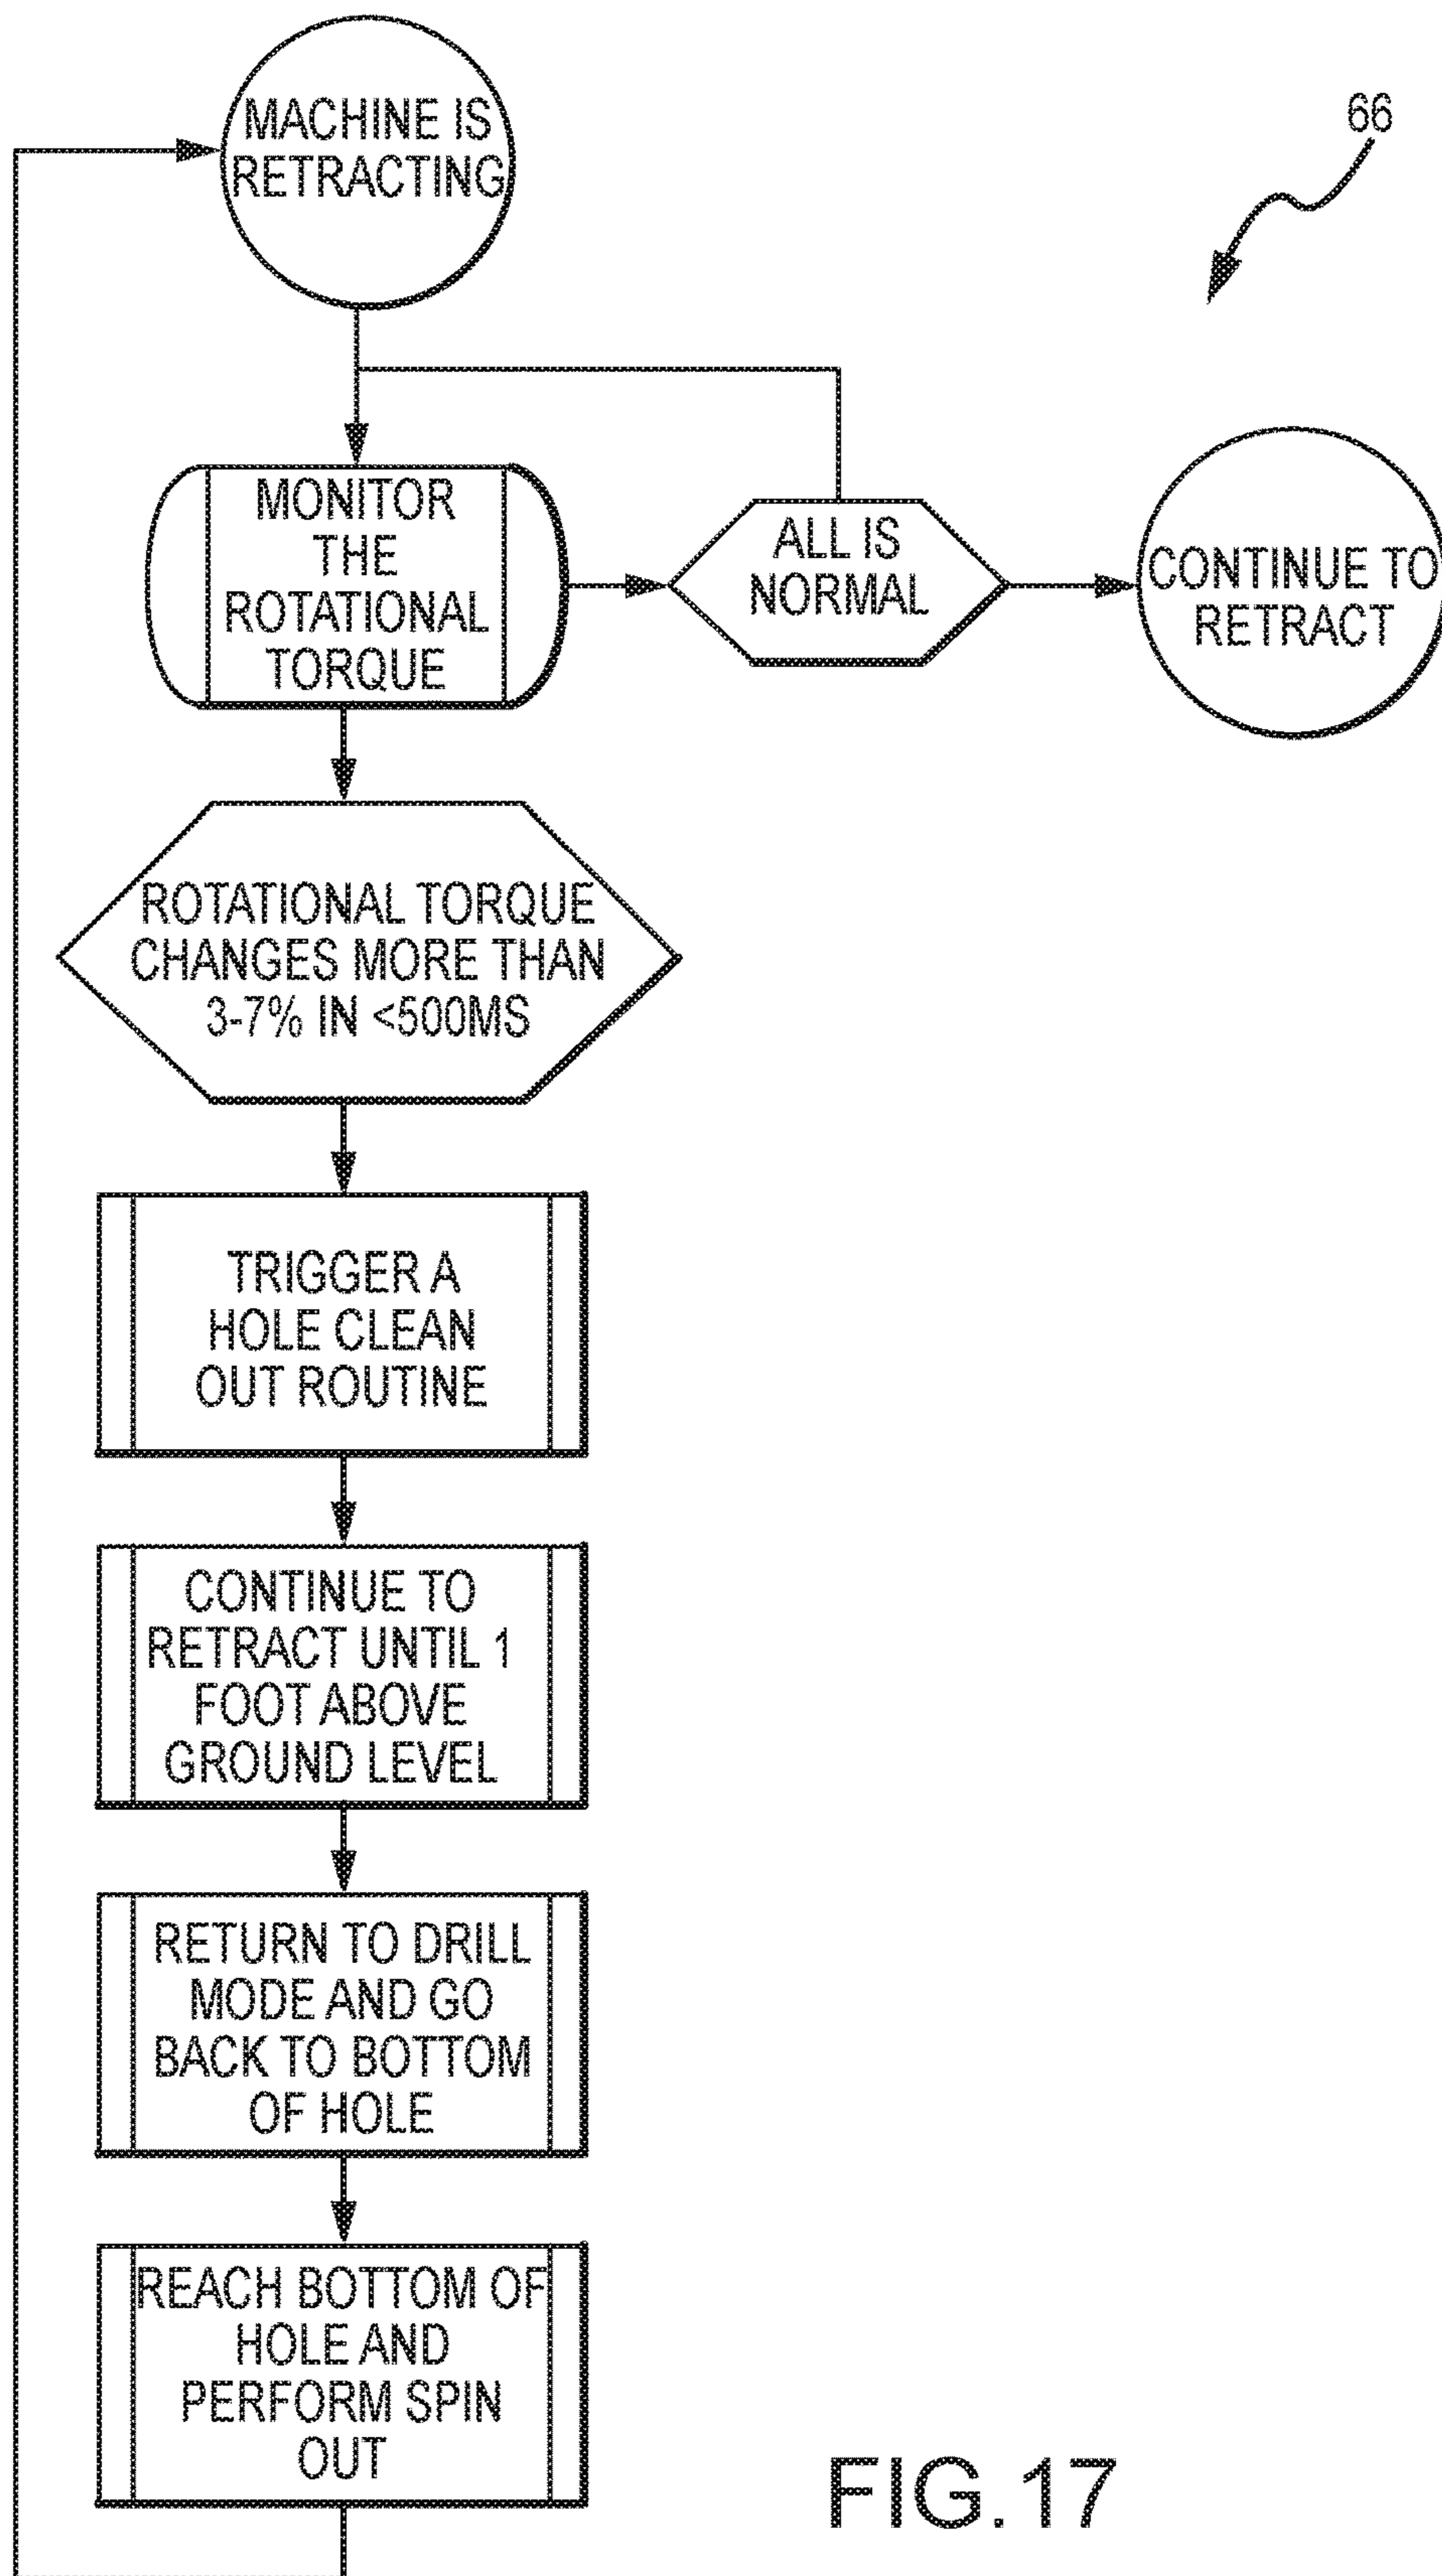 MACHINE IS
RETRACTING
66
MONITOR
THE
ROTATIONAL
TORQUE
ALL IS
NORMAL
CONTINUE TO
RETRACT
ROTATIONAL TORQUE
CHANGES MORE THAN
3-7% IN <500MS
TRIGGER A
HOLE CLEAN
OUT ROUTINE
CONTINUE TO
RETRACT UNTIL 1
FOOT ABOVE
GROUND LEVEL
RETURN TO DRILL
MODE AND GO
BACK TO BOTTOM
OF HOLE
REACH BOTTOM OF
HOLE AND
PERFORM SPIN
OUT
FIG.17